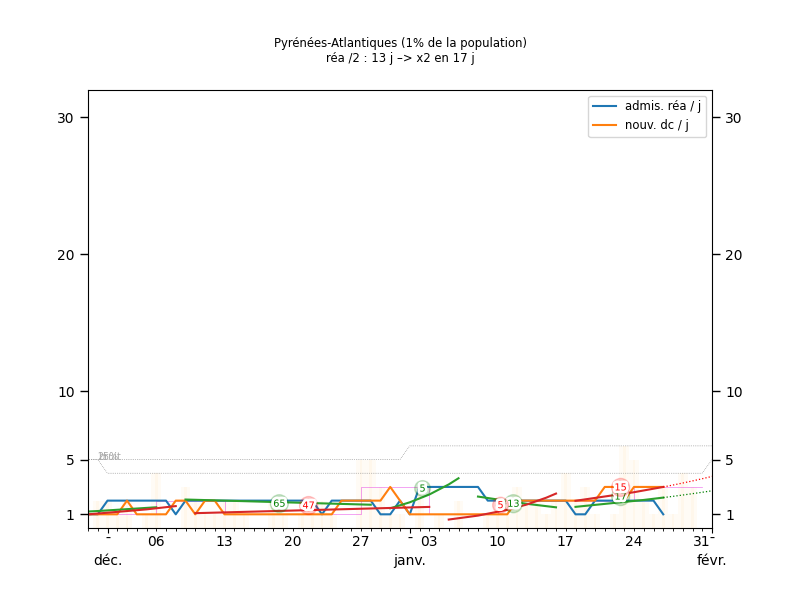 Pyrénées-Atlantiques (1% de la population)
réa /2 : 13 j –> x2 en 17 j
admis. réa / j
nouv. dc / j
30 30
20 20
10 10
5 5
1 1
65 47 5 5 13 15 17
- 06 13 20 27 - 03 10 17 24 31 -
déc. janv. févr.